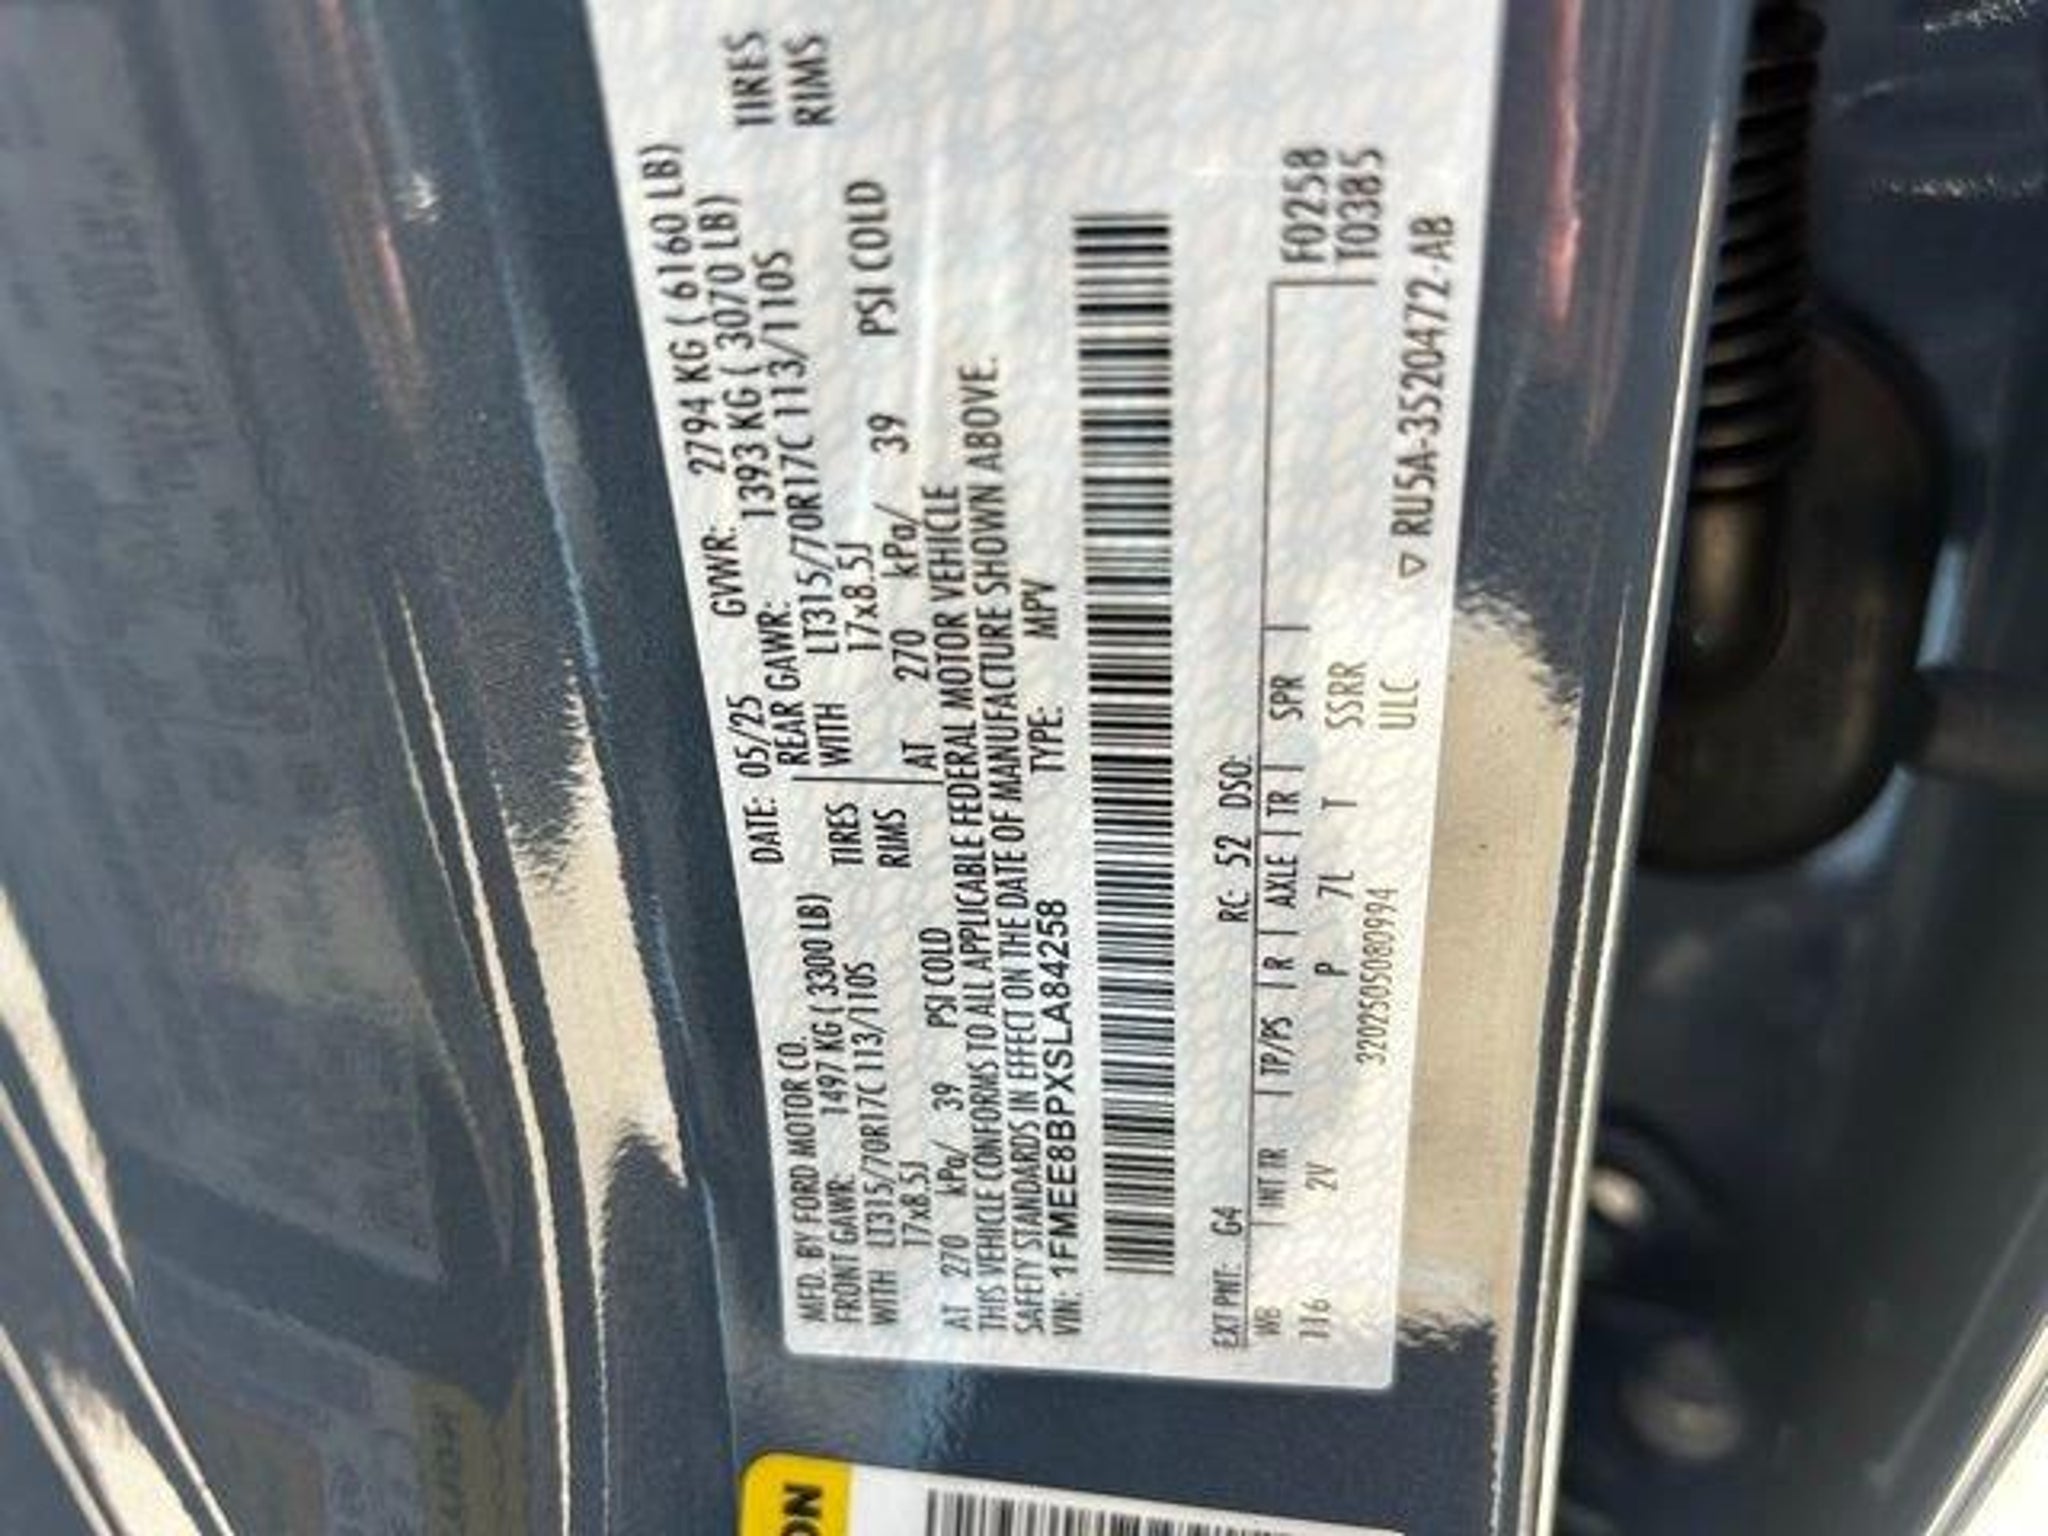 MFD. BY FORD MOTOR CO.
DATE: 05/25 GVWR: 2794 KG ( 6160 LB)
FRONT GAWR: 1497 KG ( 3300 LB) REAR GAWR: 1393 KG ( 3070 LB)
WITH LT315/70R17C 113/110S TIRES WITH LT315/70R17C 113/110S TIRES
17x8.5J RIMS 17x8.5J RIMS
AT 270 kPa/ 39 PSI COLD AT 270 kPa/ 39 PSI COLD
THIS VEHICLE CONFORMS TO ALL APPLICABLE FEDERAL MOTOR VEHICLE
SAFETY STANDARDS IN EFFECT ON THE DATE OF MANUFACTURE SHOWN ABOVE.
VIN: 1FMEE8BPXSLA84258 TYPE: MPV
EXT PNT: G4 RC: 52 DSO: F0258
WB INT TR TP/PS R AXLE TR SPR T0385
116 2V P 7L T SSRR
3202505080994 ULC
▽ RU5A-3520472-AB
ON